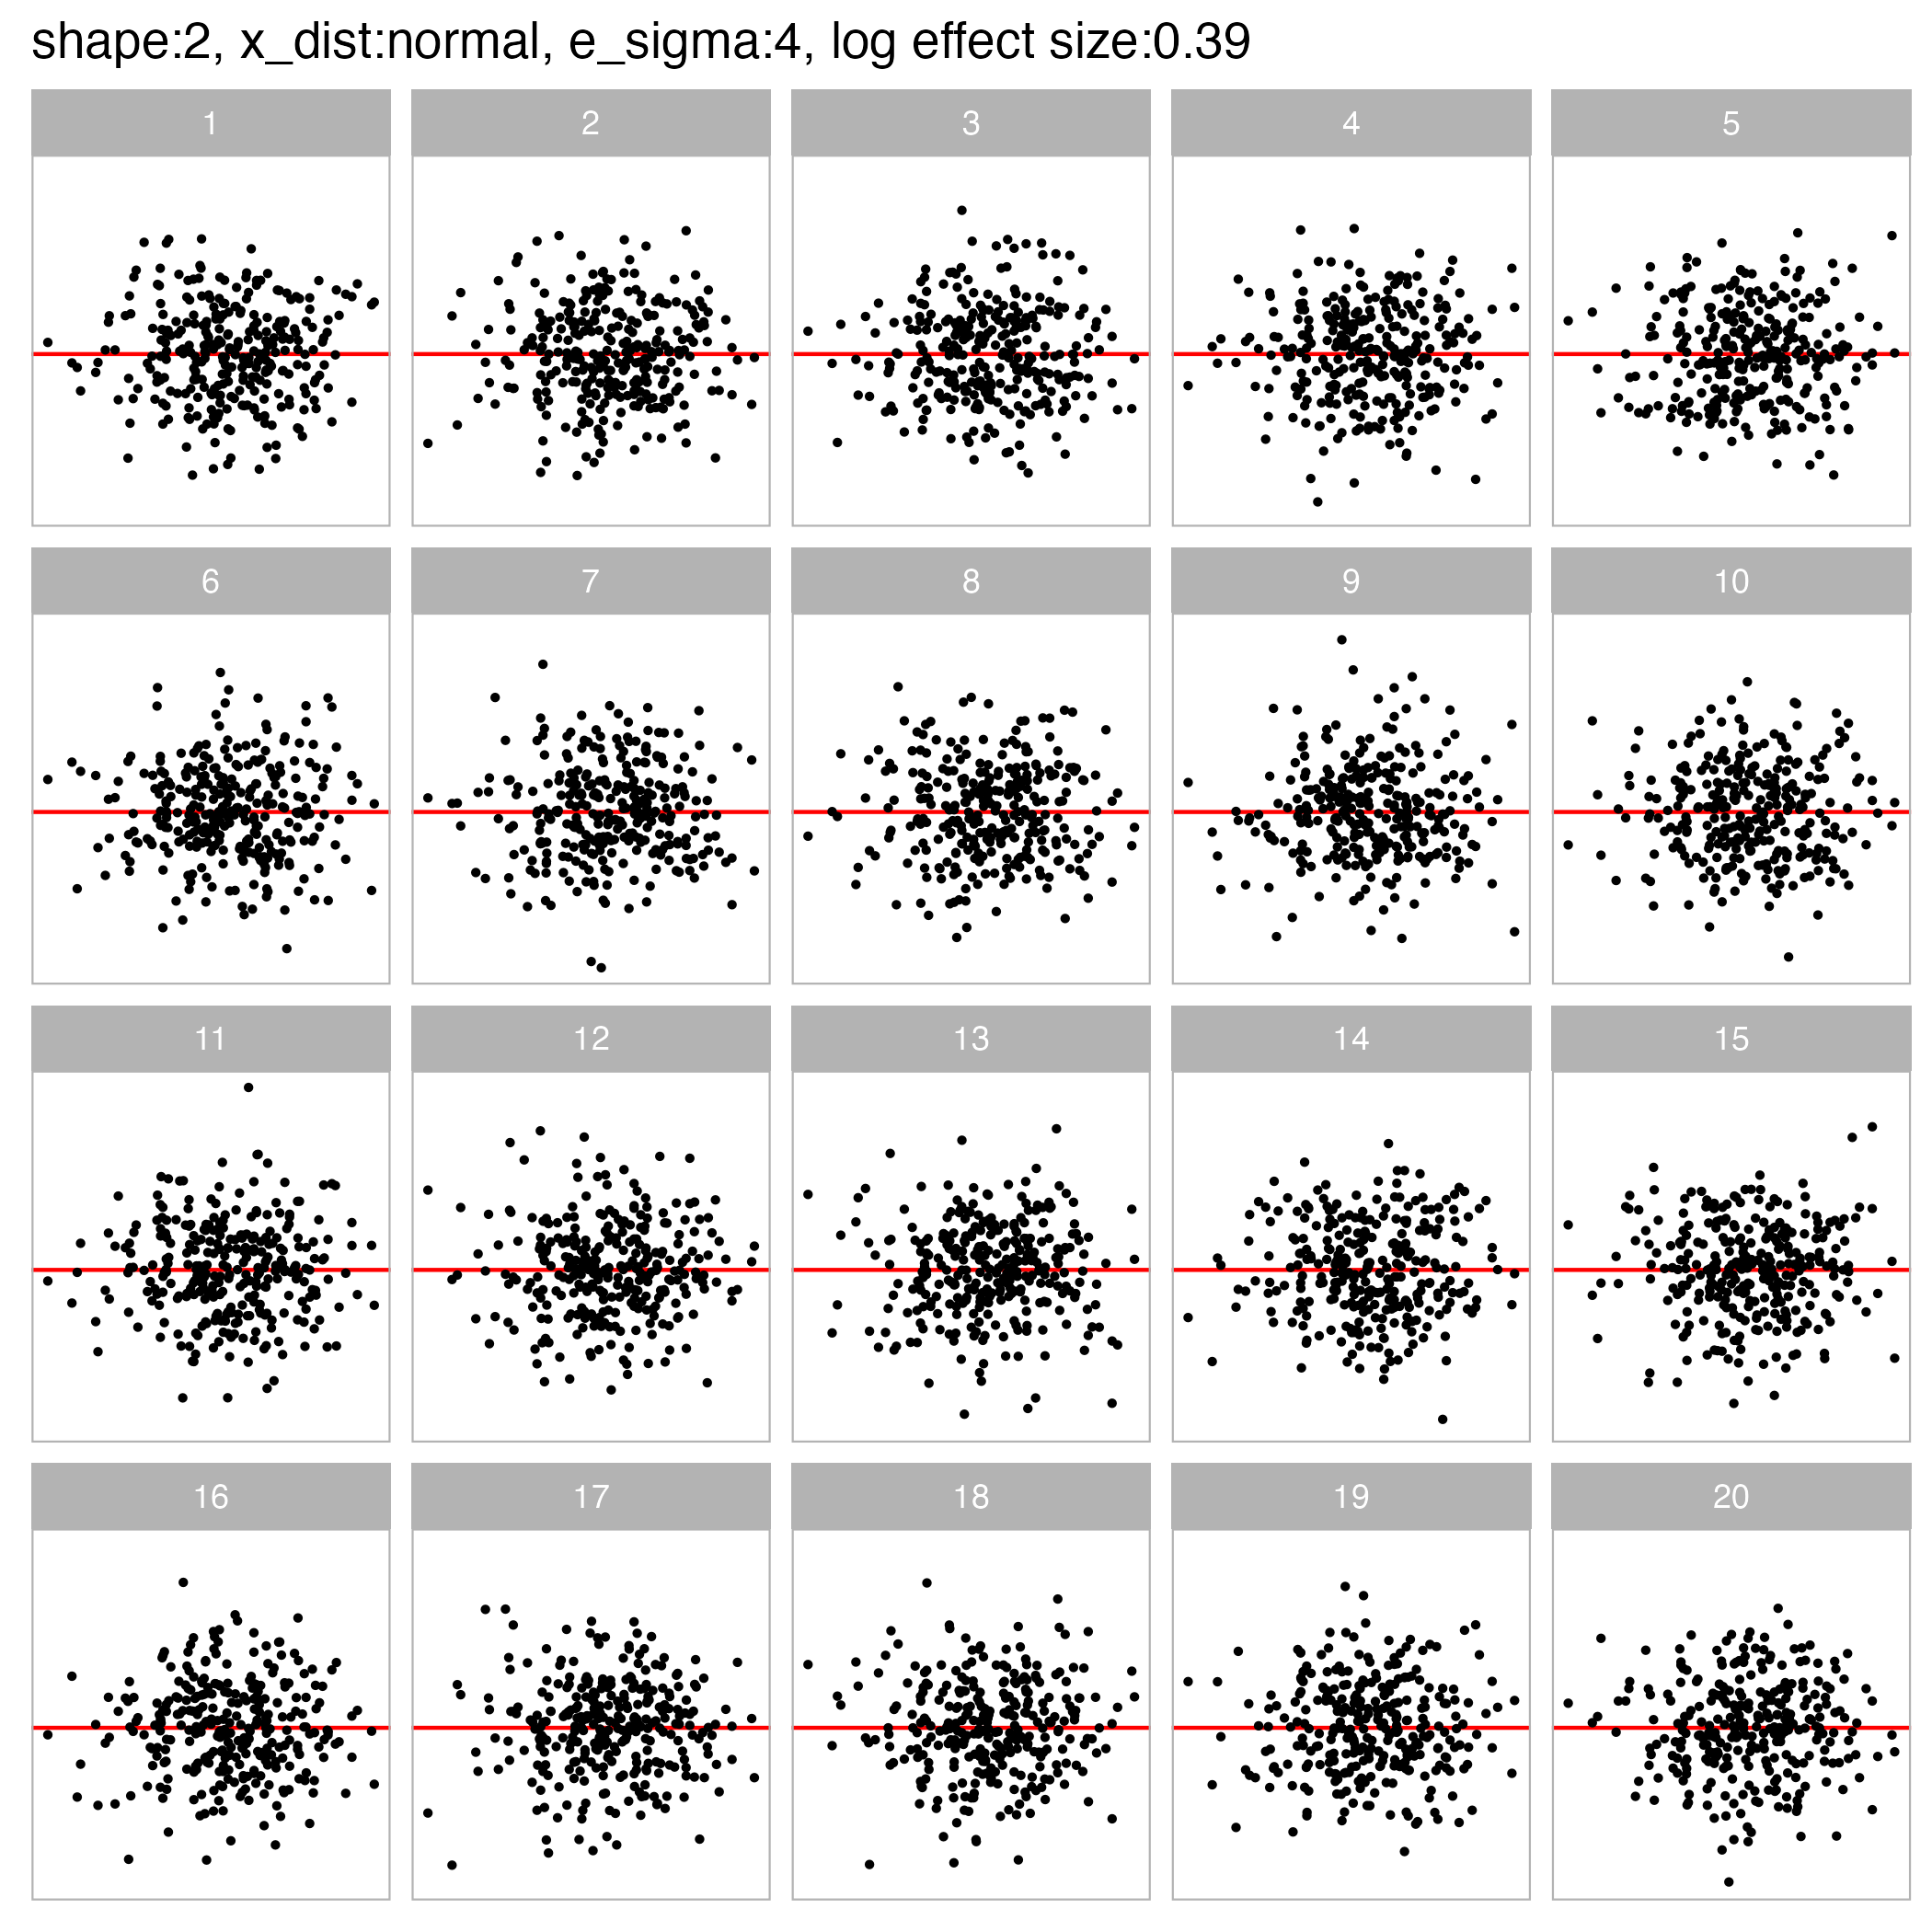 shape:2, x_dist:normal, e_sigma:4, log effect size:0.39
1 2 3 4 5
6 7 8 9 10
11 12 13 14 15
16 17 18 19 20